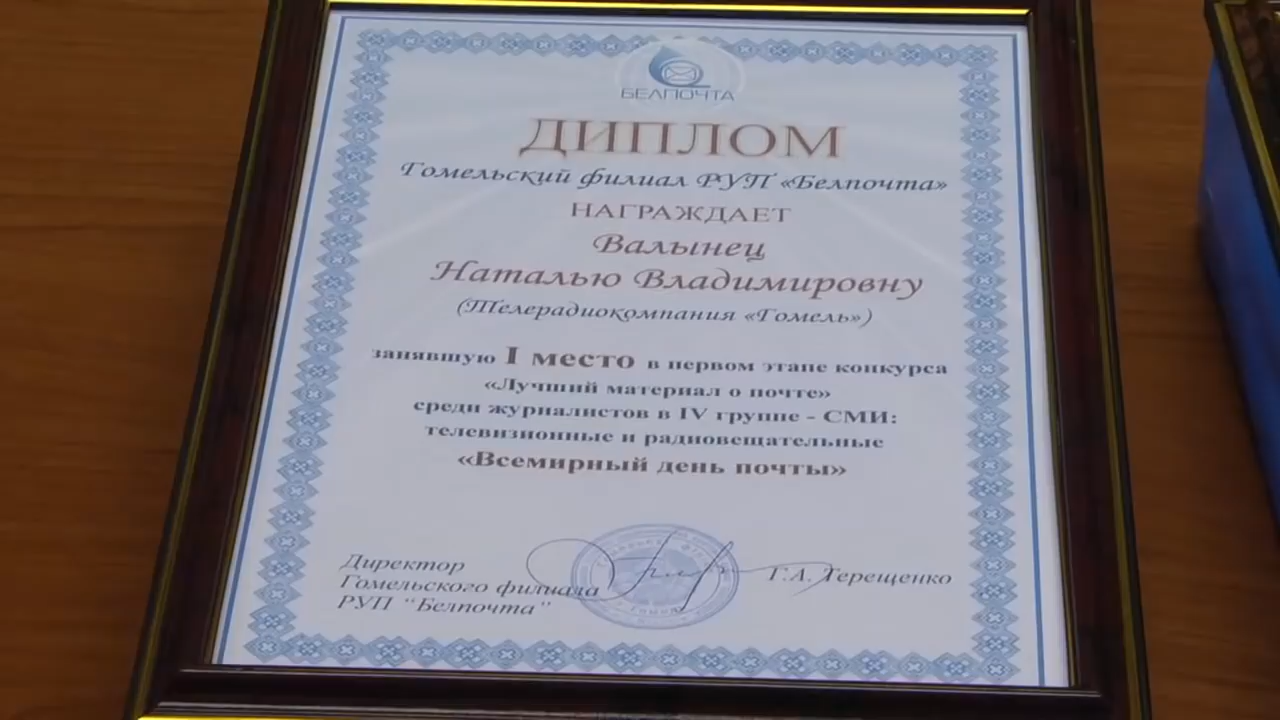 БЕЛПОЧТА
ДИПЛОМ
Гомельский филиал РУП «Белпочта»
НАГРАЖДАЕТ
Валынец
Наталью Владимировну
(Телерадиокомпания «Гомель»)
занявшую I место в первом этапе конкурса
«Лучший материал о почте»
среди журналистов в IV группе - СМИ:
телевизионные и радиовещательные
«Всемирный день почты»
Директор
Гомельского филиала
РУП "Белпочта"
Г.А. Терещенко